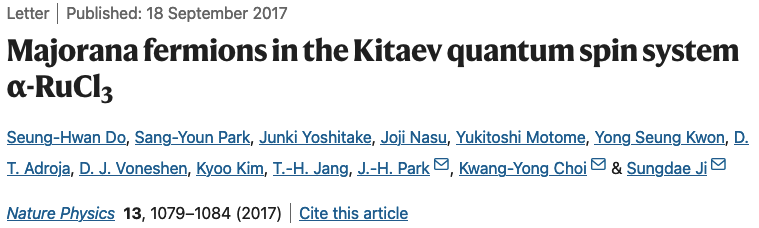 Letter | Published: 18 September 2017
Majorana fermions in the Kitaev quantum spin system
α-RuCl₃
Seung-Hwan Do, Sang-Youn Park, Junki Yoshitake, Joji Nasu, Yukitoshi Motome, Yong Seung Kwon, D.
T. Adroja, D. J. Voneshen, Kyoo Kim, T.-H. Jang, J.-H. Park, Kwang-Yong Choi & Sungdae Ji
Nature Physics 13, 1079–1084 (2017) | Cite this article